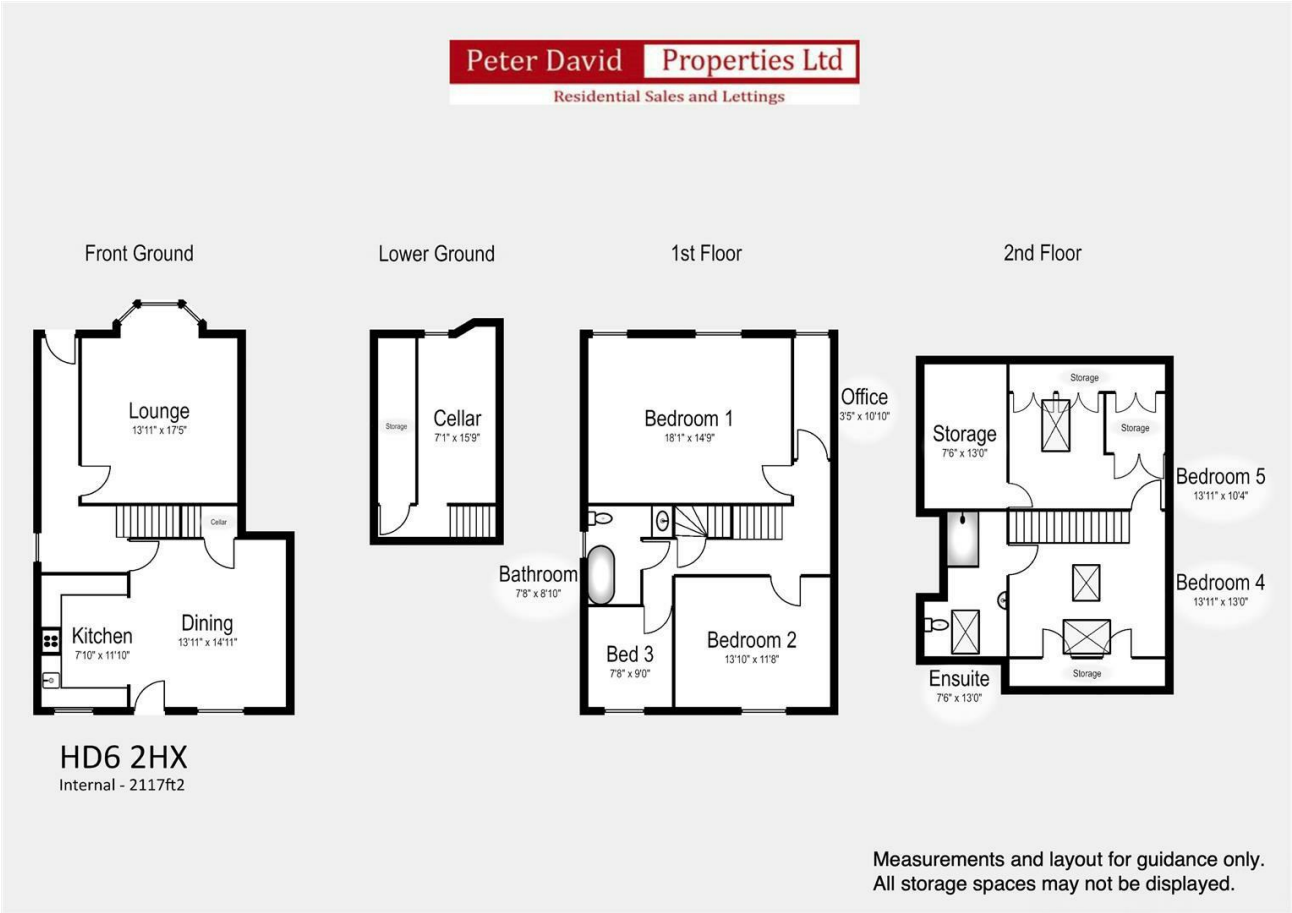 Peter David Properties Ltd
Residential Sales and Lettings
Front Ground
Lower Ground
1st Floor
2nd Floor
Lounge
13'11" x 17'5"
Cellar
Kitchen
7'10" x 11'10"
Dining
13'11" x 14'11"
Storage
Cellar
7'1" x 15'9"
Bedroom 1
18'1" x 14'9"
Office
3'5" x 10'10"
Bathroom
7'8" x 8'10"
Bed 3
7'8" x 9'0"
Bedroom 2
13'10" x 11'8"
Storage
Storage
Storage
7'6" x 13'0"
Bedroom 5
13'11" x 10'4"
Bedroom 4
13'11" x 13'0"
Storage
Ensuite
7'6" x 13'0"
HD6 2HX
Internal - 2117ft2
Measurements and layout for guidance only.
All storage spaces may not be displayed.